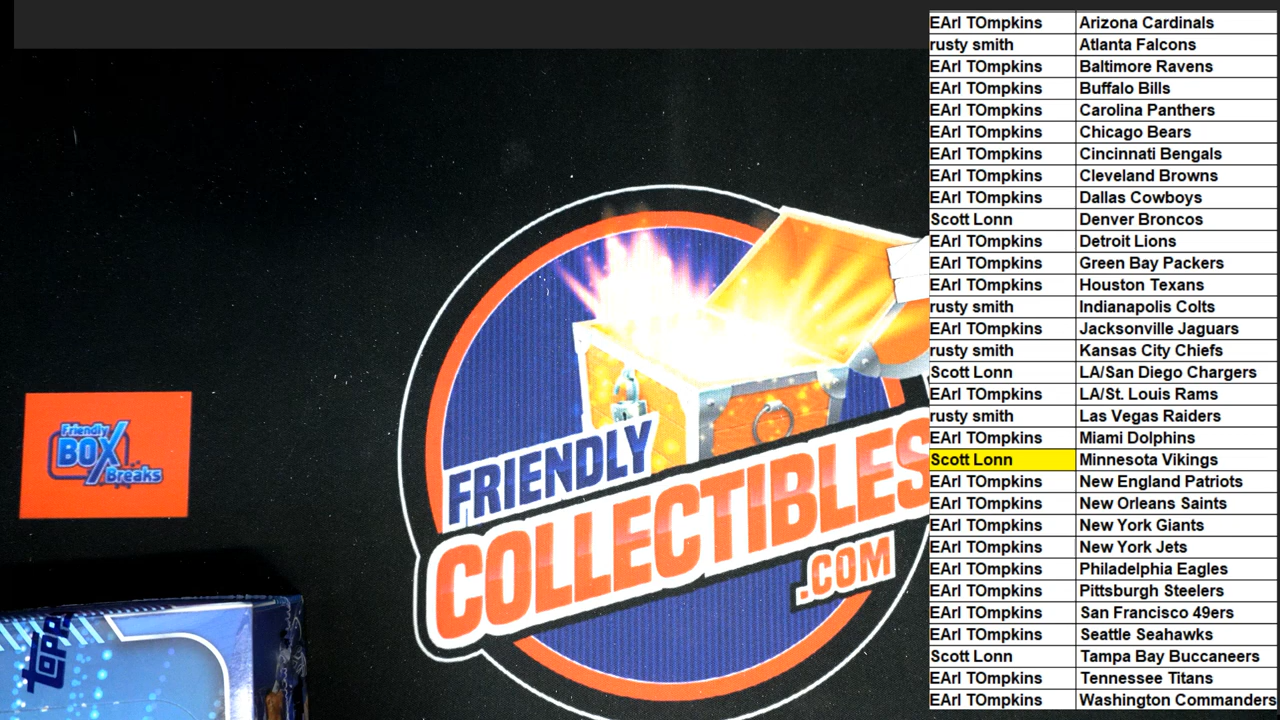 EArl TOmpkins Arizona Cardinals
rusty smith Atlanta Falcons
EArl TOmpkins Baltimore Ravens
EArl TOmpkins Buffalo Bills
EArl TOmpkins Carolina Panthers
EArl TOmpkins Chicago Bears
EArl TOmpkins Cincinnati Bengals
EArl TOmpkins Cleveland Browns
EArl TOmpkins Dallas Cowboys
Scott Lonn Denver Broncos
EArl TOmpkins Detroit Lions
EArl TOmpkins Green Bay Packers
EArl TOmpkins Houston Texans
rusty smith Indianapolis Colts
EArl TOmpkins Jacksonville Jaguars
rusty smith Kansas City Chiefs
Scott Lonn LA/San Diego Chargers
EArl TOmpkins LA/St. Louis Rams
rusty smith Las Vegas Raiders
EArl TOmpkins Miami Dolphins
Scott Lonn Minnesota Vikings
EArl TOmpkins New England Patriots
EArl TOmpkins New Orleans Saints
EArl TOmpkins New York Giants
EArl TOmpkins New York Jets
EArl TOmpkins Philadelphia Eagles
EArl TOmpkins Pittsburgh Steelers
EArl TOmpkins San Francisco 49ers
EArl TOmpkins Seattle Seahawks
Scott Lonn Tampa Bay Buccaneers
EArl TOmpkins Tennessee Titans
EArl TOmpkins Washington Commanders
Friendly
BOX
Breaks
FRIENDLY
COLLECTIBLES
.COM